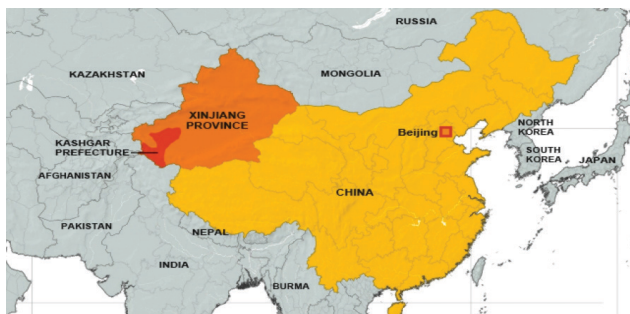 RUSSIA
KAZAKHSTAN
MONGOLIA
XINJIANG
PROVINCE
NORTH
KOREA
Beijing
KASHGAR
PREFECTURE
SOUTH
KOREA
JAPAN
AFGHANISTAN
CHINA
PAKISTAN
NEPAL
INDIA
BURMA